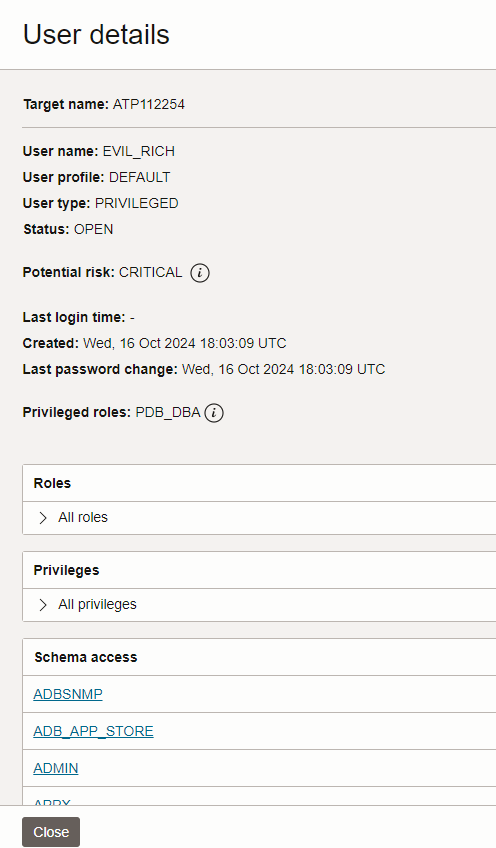 User details
Target name: ATP112254
User name: EVIL_RICH
User profile: DEFAULT
User type: PRIVILEGED
Status: OPEN
Potential risk: CRITICAL i
Last login time: -
Created: Wed, 16 Oct 2024 18:03:09 UTC
Last password change: Wed, 16 Oct 2024 18:03:09 UTC
Privileged roles: PDB_DBA i
Roles
All roles
Privileges
All privileges
Schema access
ADBSNMP
ADB_APP_STORE
ADMIN
Close